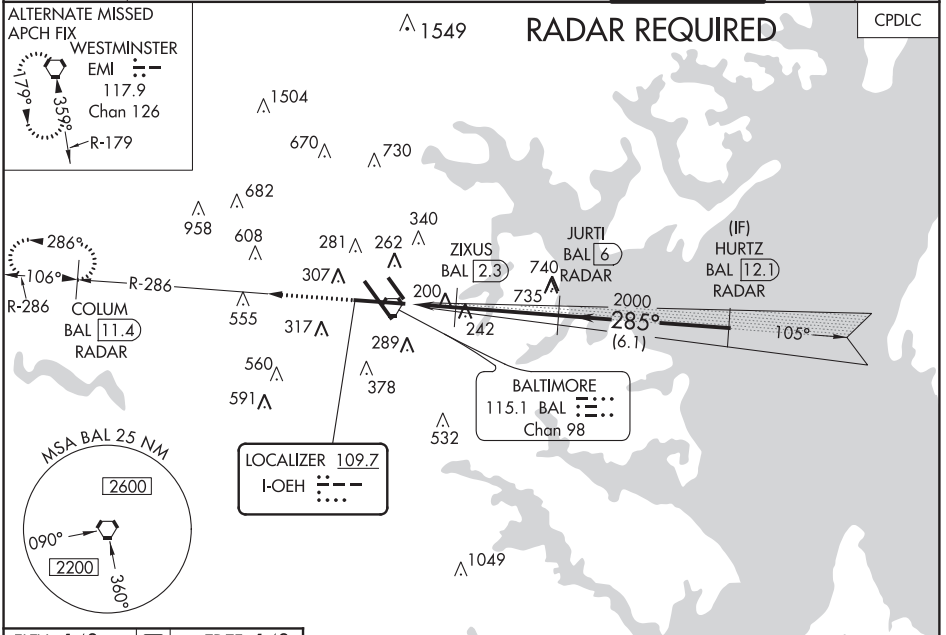 ALTERNATE MISSED
APCH FIX
WESTMINSTER
EMI
117.9
Chan 126
179°
359°
R-179
RADAR REQUIRED
CPDLC
1549
1504
670
730
682
958
608
340
281
262
307
200
555
317
289
242
560
378
591
532
740
735
1049
286°
106°
R-286
R-286
COLUM
BAL 11.4
RADAR
ZIXUS
BAL 2.3
JURTI
BAL 6
RADAR
(IF)
HURTZ
BAL 12.1
RADAR
2000
285°
(6.1)
105°
BALTIMORE
115.1 BAL
Chan 98
LOCALIZER 109.7
I-OEH
MSA BAL 25 NM
2600
090°
2200
360°